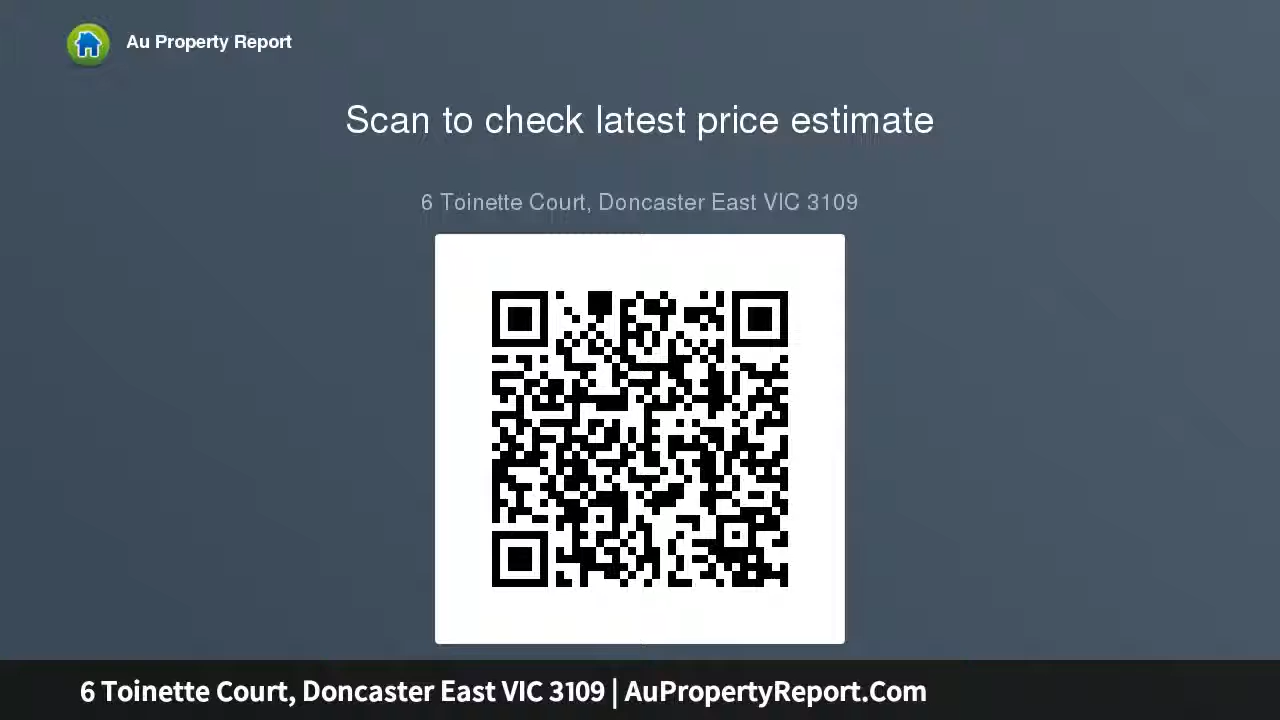 Au Property Report
Scan to check latest price estimate
6 Toinette Court, Doncaster East VIC 3109
6 Toinette Court, Doncaster East VIC 3109 | AuPropertyReport.Com